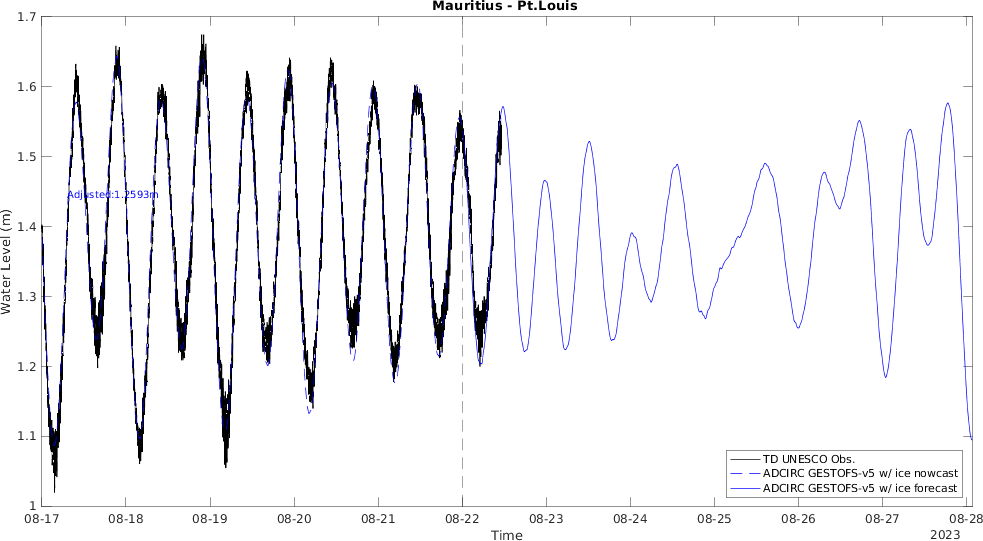 Mauritius - Pt.Louis
1.7
1.6
1.5
1.4
1.3
1.2
1.1
1
Water Level (m)
Adjusted:1.2593m
TD UNESCO Obs.
ADCIRC GESTOFS-v5 w/ ice nowcast
ADCIRC GESTOFS-v5 w/ ice forecast
08-17 08-18 08-19 08-20 08-21 08-22 08-23 08-24 08-25 08-26 08-27 08-28
Time
2023